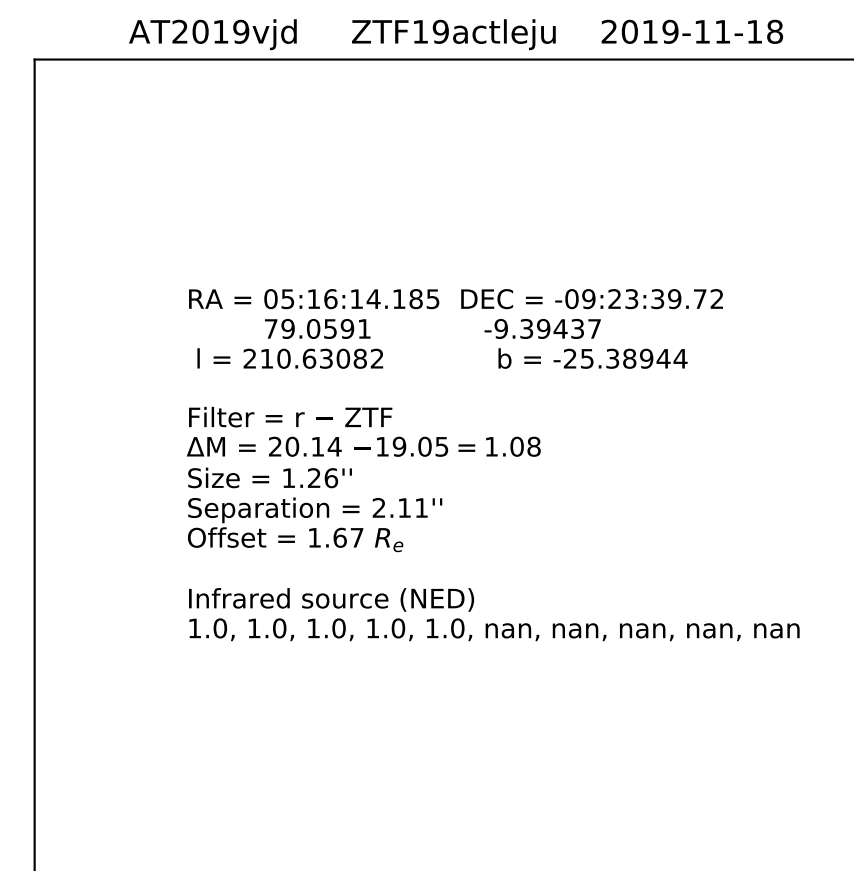 AT2019vjd ZTF19actleju 2019-11-18
RA = 05:16:14.185 DEC = -09:23:39.72
79.0591 -9.39437
l = 210.63082 b = -25.38944
Filter = r − ZTF
ΔM = 20.14 −19.05 = 1.08
Size = 1.26''
Separation = 2.11''
Offset = 1.67 Re
Infrared source (NED)
1.0, 1.0, 1.0, 1.0, 1.0, nan, nan, nan, nan, nan